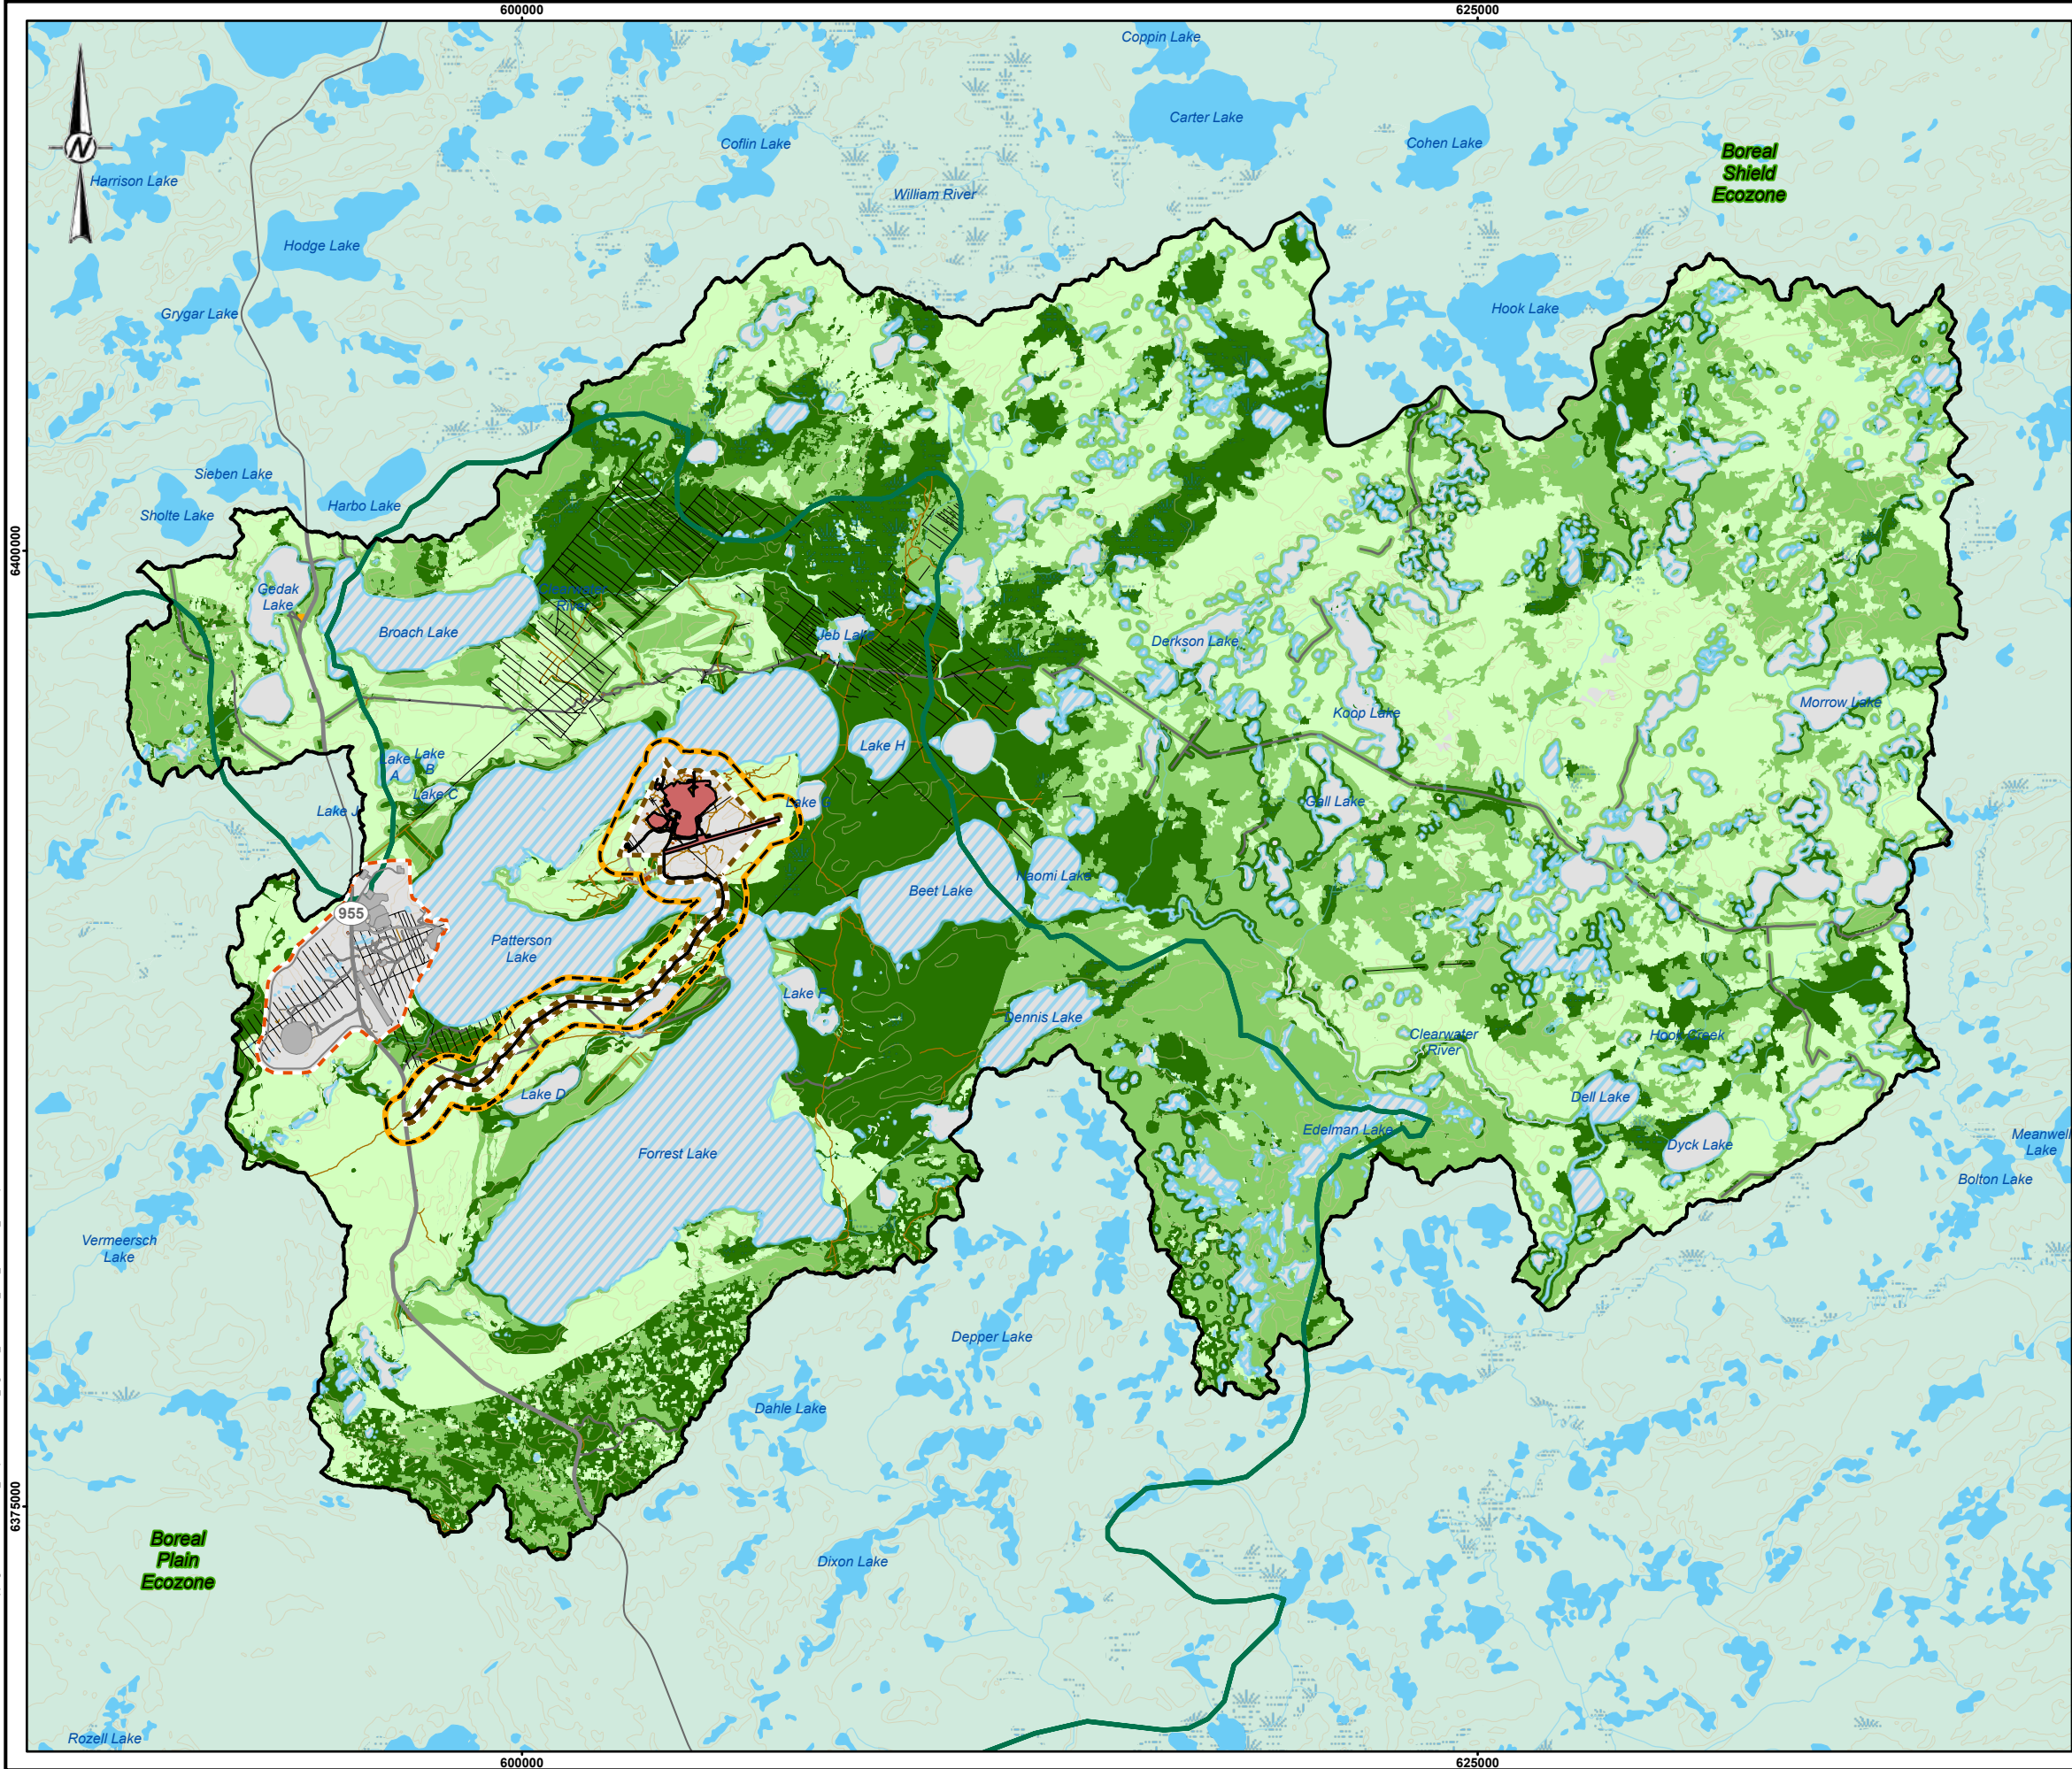 600000
625000
Coppin Lake
Carter Lake
Coflin Lake
Cohen Lake
Boreal
Shield
Ecozone
N
Harrison Lake
William River
Hodge Lake
Grygar Lake
Hook Lake
Sieben Lake
Harbo Lake
Sholte Lake
6400000
Gedak
Lake
Clearwater
River
Broach Lake
Jeb Lake
Derkson Lake
Koop Lake
Morrow Lake
Lake H
Lake
A
Lake
B
Lake C
Lake J
Lake G
Gall Lake
Naomi Lake
Beet Lake
955
Patterson
Lake
Lake F
Dennis Lake
Clearwater
River
Hook Creek
Lake D
Dell Lake
Edelman Lake
Dyck Lake
Meanwell
Lake
Forrest Lake
Bolton Lake
Vermeersch
Lake
Depper Lake
Dahle Lake
6375000
Boreal
Plain
Ecozone
Dixon Lake
Rozell Lake
600000
625000